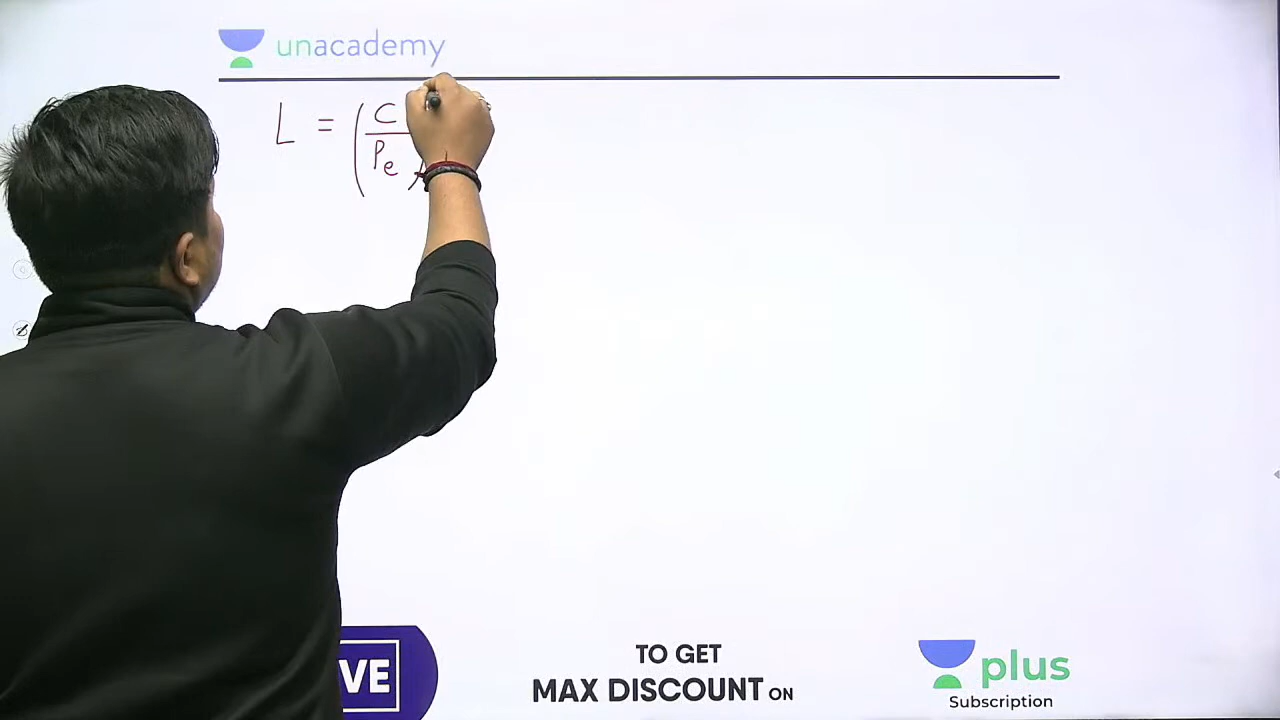 unacademy
L = (C/Pe)
VE
TO GET
MAX DISCOUNT ON
plus
Subscription